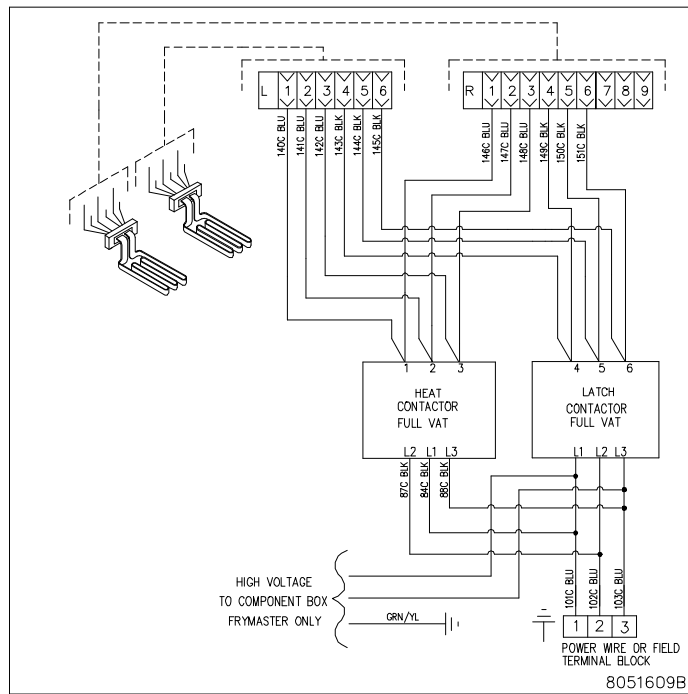 L 1 2 3 4 5 6
R 1 2 3 4 5 6 7 8 9
140C BLU
141C BLU
142C BLU
143C BLK
144C BLK
145C BLK
146C BLU
147C BLU
148C BLU
149C BLK
150C BLK
151C BLK
1 2 3
HEAT
CONTACTOR
FULL VAT
L2 L1 L3
4 5 6
LATCH
CONTACTOR
FULL VAT
L1 L2 L3
87C BLK
84C BLK
88C BLK
HIGH VOLTAGE
TO COMPONENT BOX
FRYMASTER ONLY
GRN/YL
101C BLU
102C BLU
103C BLU
1 2 3
POWER WIRE OR FIELD
TERMINAL BLOCK
8051609B